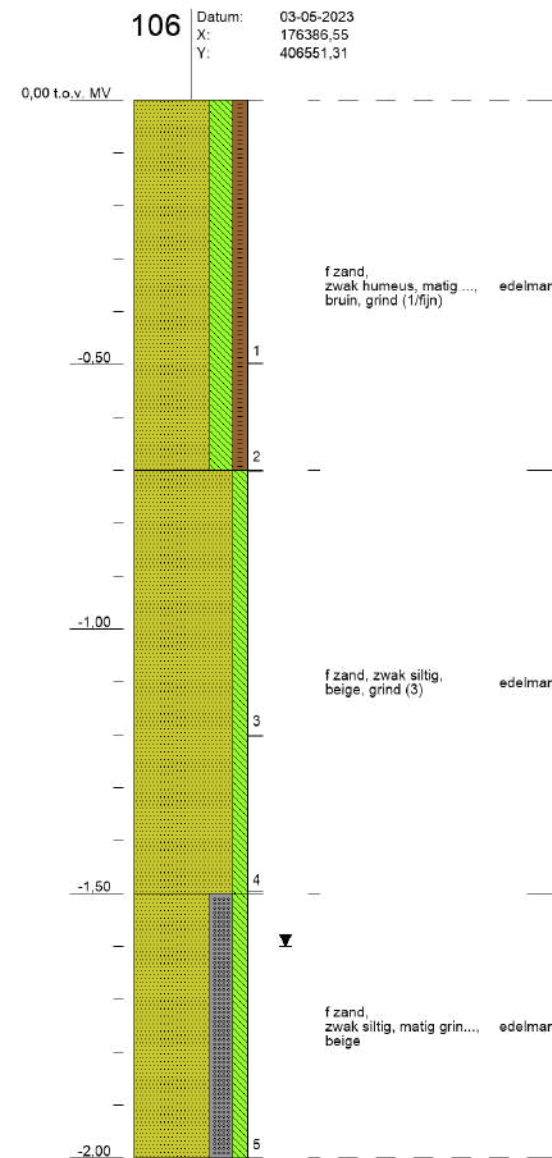 106
Datum: 03-05-2023
X: 176386,55
Y: 406551,31
0,00 t.o.v. MV
f zand,
zwak humeus, matig ..., edelman
bruin, grind (1/fijn)
1
-0,50
2
-1,00
f zand, zwak siltig,
beige, grind (3) edelman
3
4
-1,50
f zand,
zwak siltig, matig grin..., edelman
beige
5
-2,00